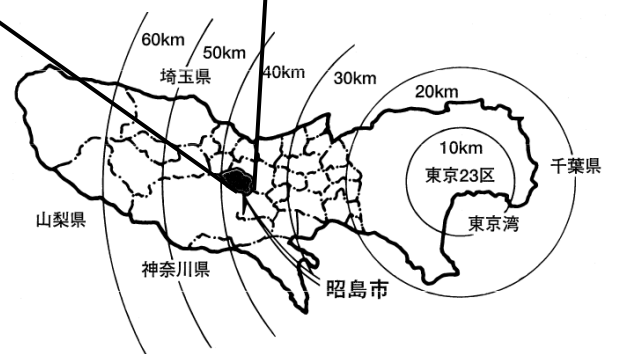 60km
50km
40km
30km
20km
10km
埼玉県
東京23区
千葉県
東京湾
山梨県
神奈川県
昭島市